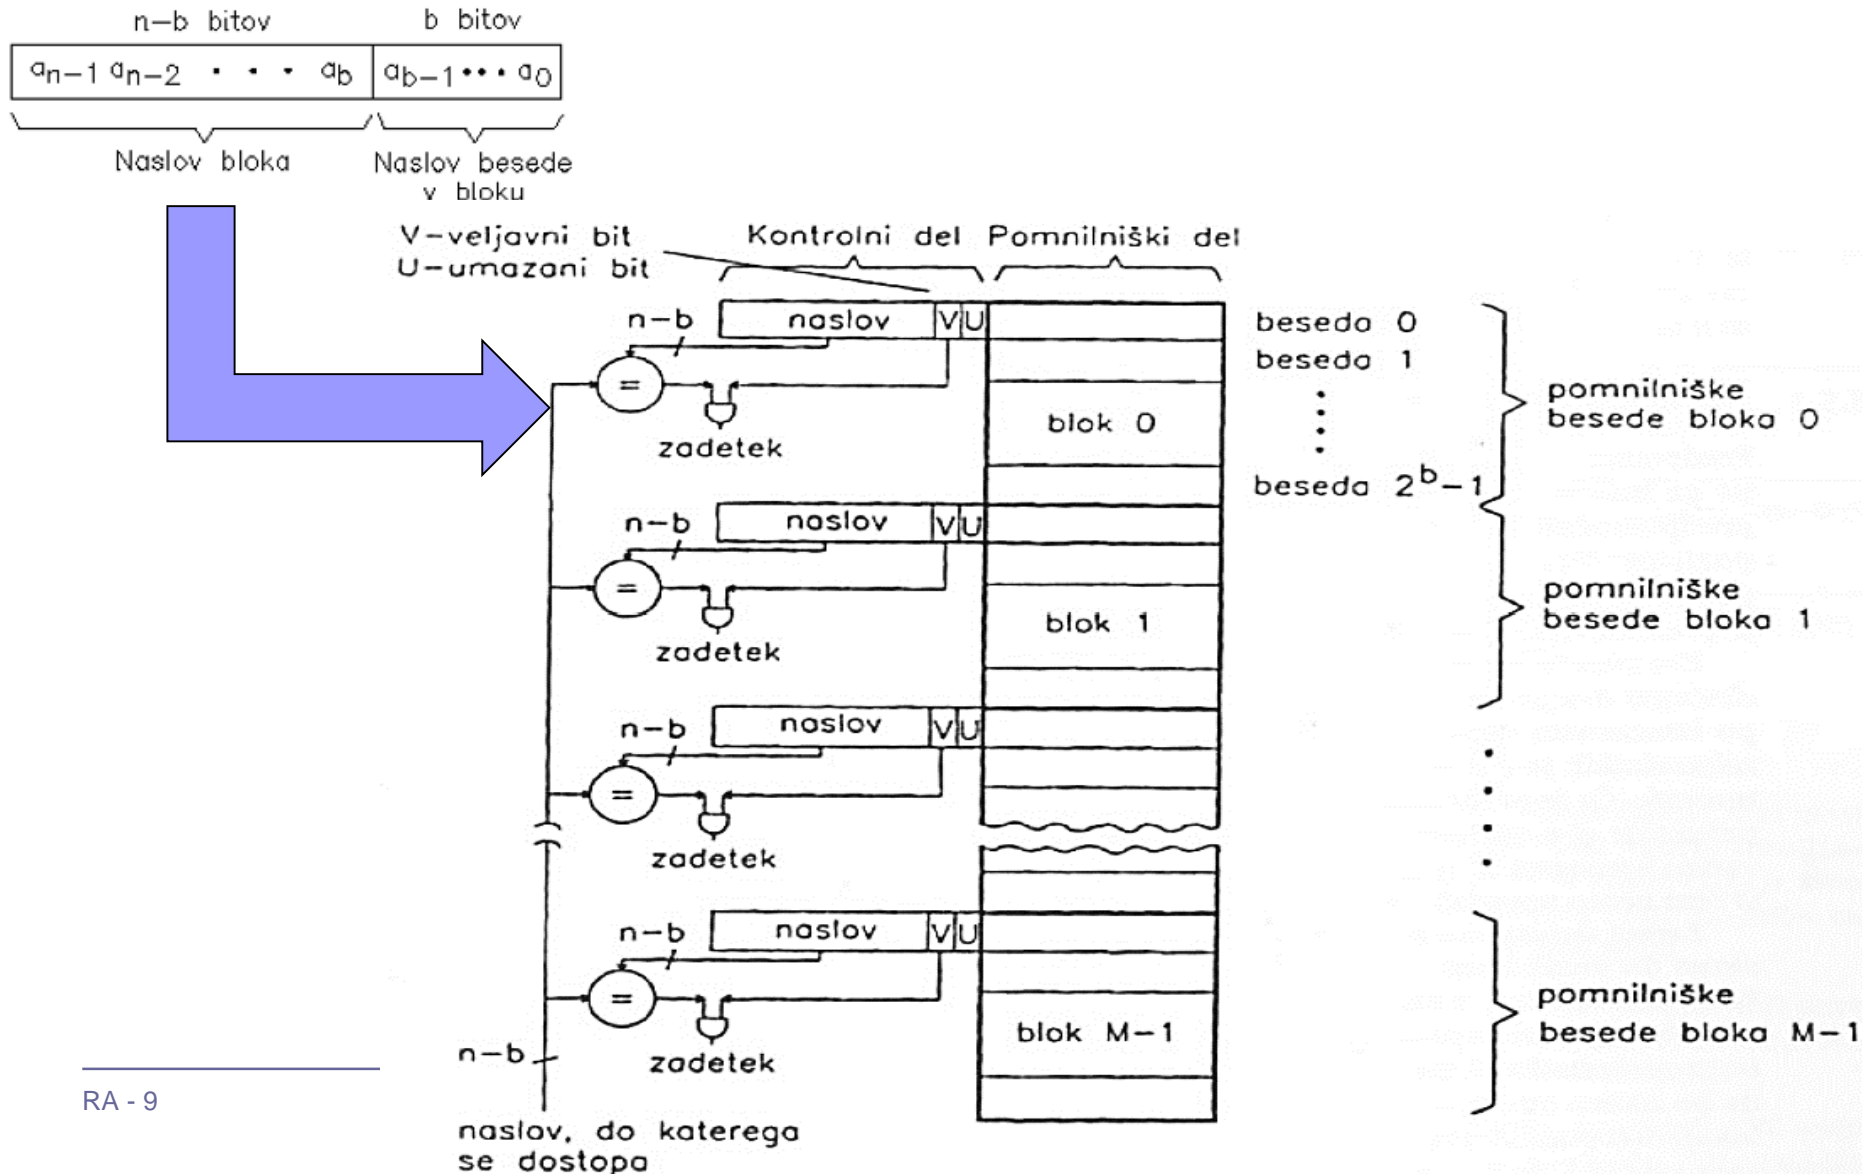 n-b bitov
b bitov
a_{n-1} a_{n-2} · · · a_b
a_{b-1} ••• a_0
Naslov bloka
Naslov besede
v bloku
V-veljavni bit
U-umazani bit
Kontrolni del
Pomnilniški del
n-b
naslov
V
U
=
zadetek
blok 0
beseda 0
beseda 1
beseda 2^b-1
pomnilniške
besede bloka 0
n-b
naslov
V
U
=
zadetek
blok 1
pomnilniške
besede bloka 1
n-b
naslov
V
U
=
zadetek
n-b
naslov
V
U
=
zadetek
blok M-1
pomnilniške
besede bloka M-1
n-b
naslov, do katerega
se dostopa
RA - 9